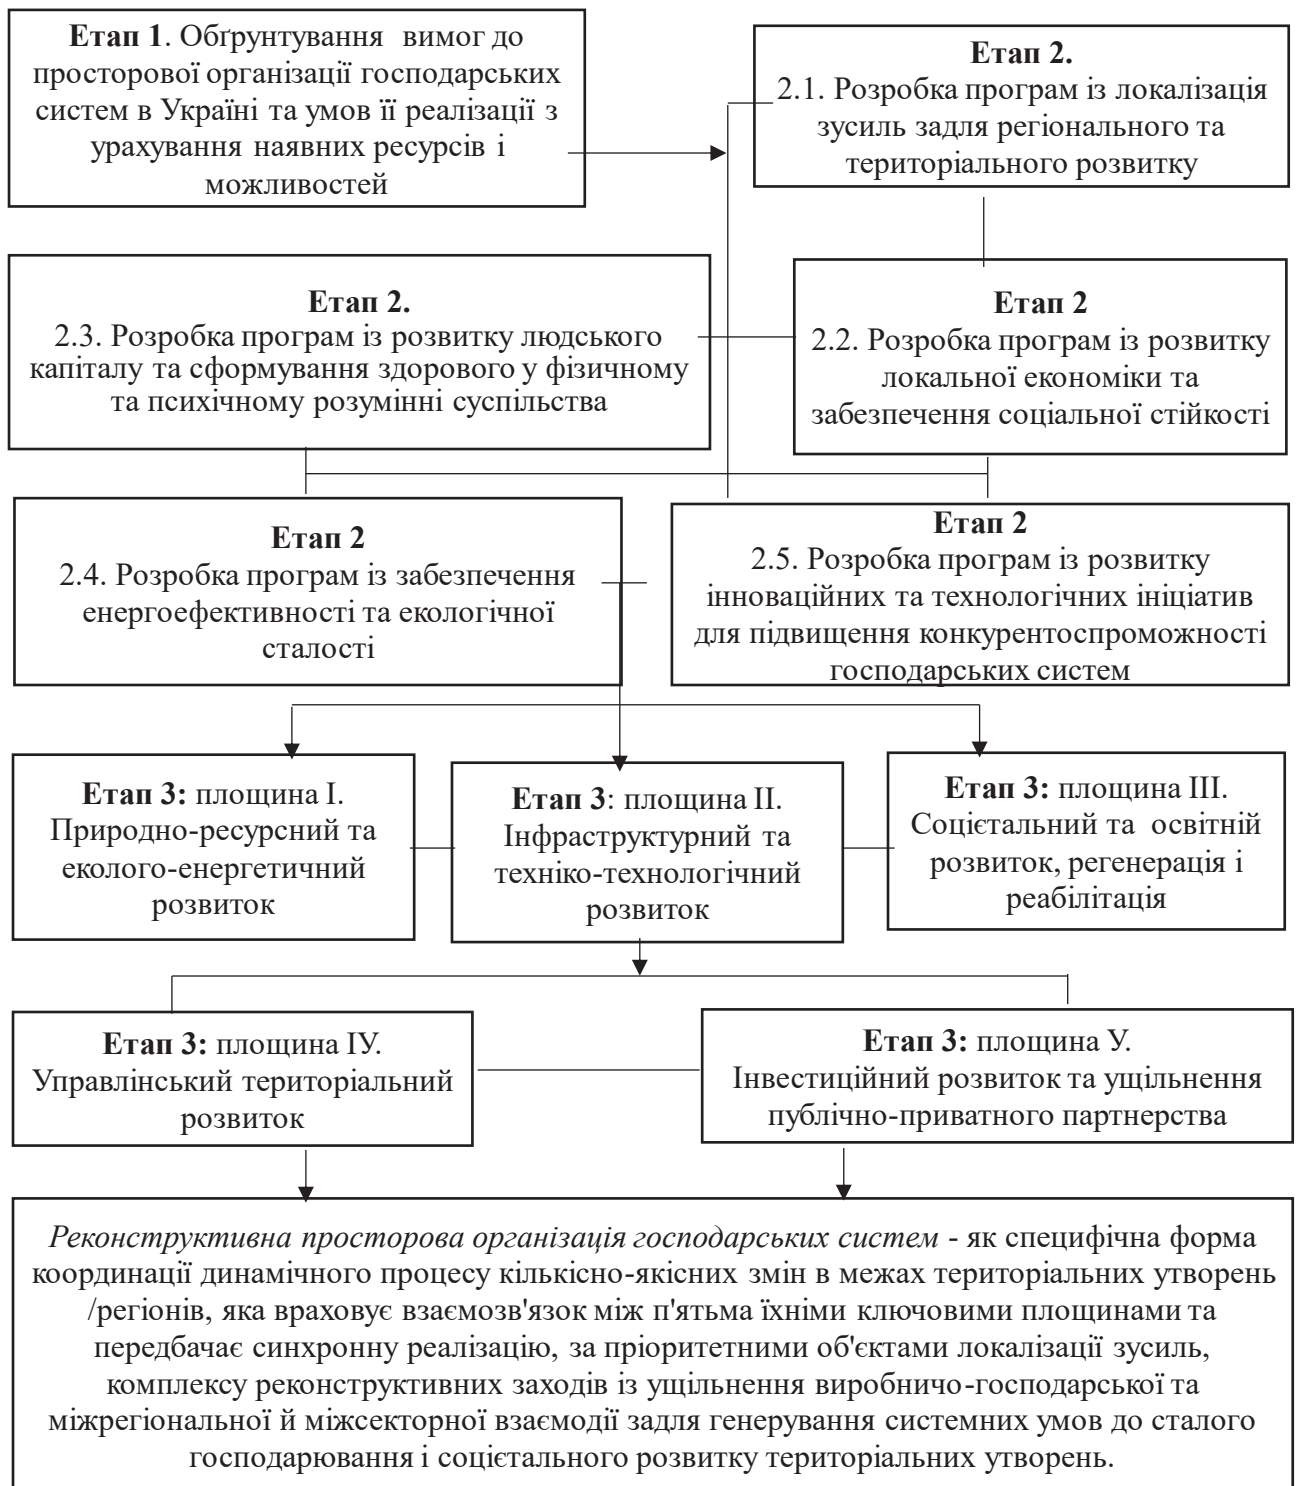 Етап 1. Обґрунтування вимог до
просторової організації господарських
систем в Україні та умов її реалізації з
урахування наявних ресурсів і
можливостей
Етап 2.
2.1. Розробка програм із локалізація
зусиль задля регіонального та
територіального розвитку
Етап 2.
2.3. Розробка програм із розвитку людського
капіталу та сформування здорового у фізичному
та психічному розумінні суспільства
Етап 2
2.2. Розробка програм із розвитку
локальної економіки та
забезпечення соціальної стійкості
Етап 2
2.4. Розробка програм із забезпечення
енергоефективності та екологічної
сталості
Етап 2
2.5. Розробка програм із розвитку
інноваційних та технологічних ініціатив
для підвищення конкурентоспроможності
господарських систем
Етап 3: площина І.
Природно-ресурсний та
еколого-енергетичний
розвиток
Етап 3: площина ІІ.
Інфраструктурний та
техніко-технологічний
розвиток
Етап 3: площина ІІІ.
Соцієтальний та освітній
розвиток, регенерація і
реабілітація
Етап 3: площина ІУ.
Управлінський територіальний
розвиток
Етап 3: площина У.
Інвестиційний розвиток та ущільнення
публічно-приватного партнерства
Реконструктивна просторова організація господарських систем - як специфічна форма
координації динамічного процесу кількісно-якісних змін в межах територіальних утворень
/регіонів, яка враховує взаємозв'язок між п'ятьма їхніми ключовими площинами та
передбачає синхронну реалізацію, за пріоритетними об'єктами локалізації зусиль,
комплексу реконструктивних заходів із ущільнення виробничо-господарської та
міжрегіональної й міжсекторної взаємодії задля генерування системних умов до сталого
господарювання і соцієтального розвитку територіальних утворень.